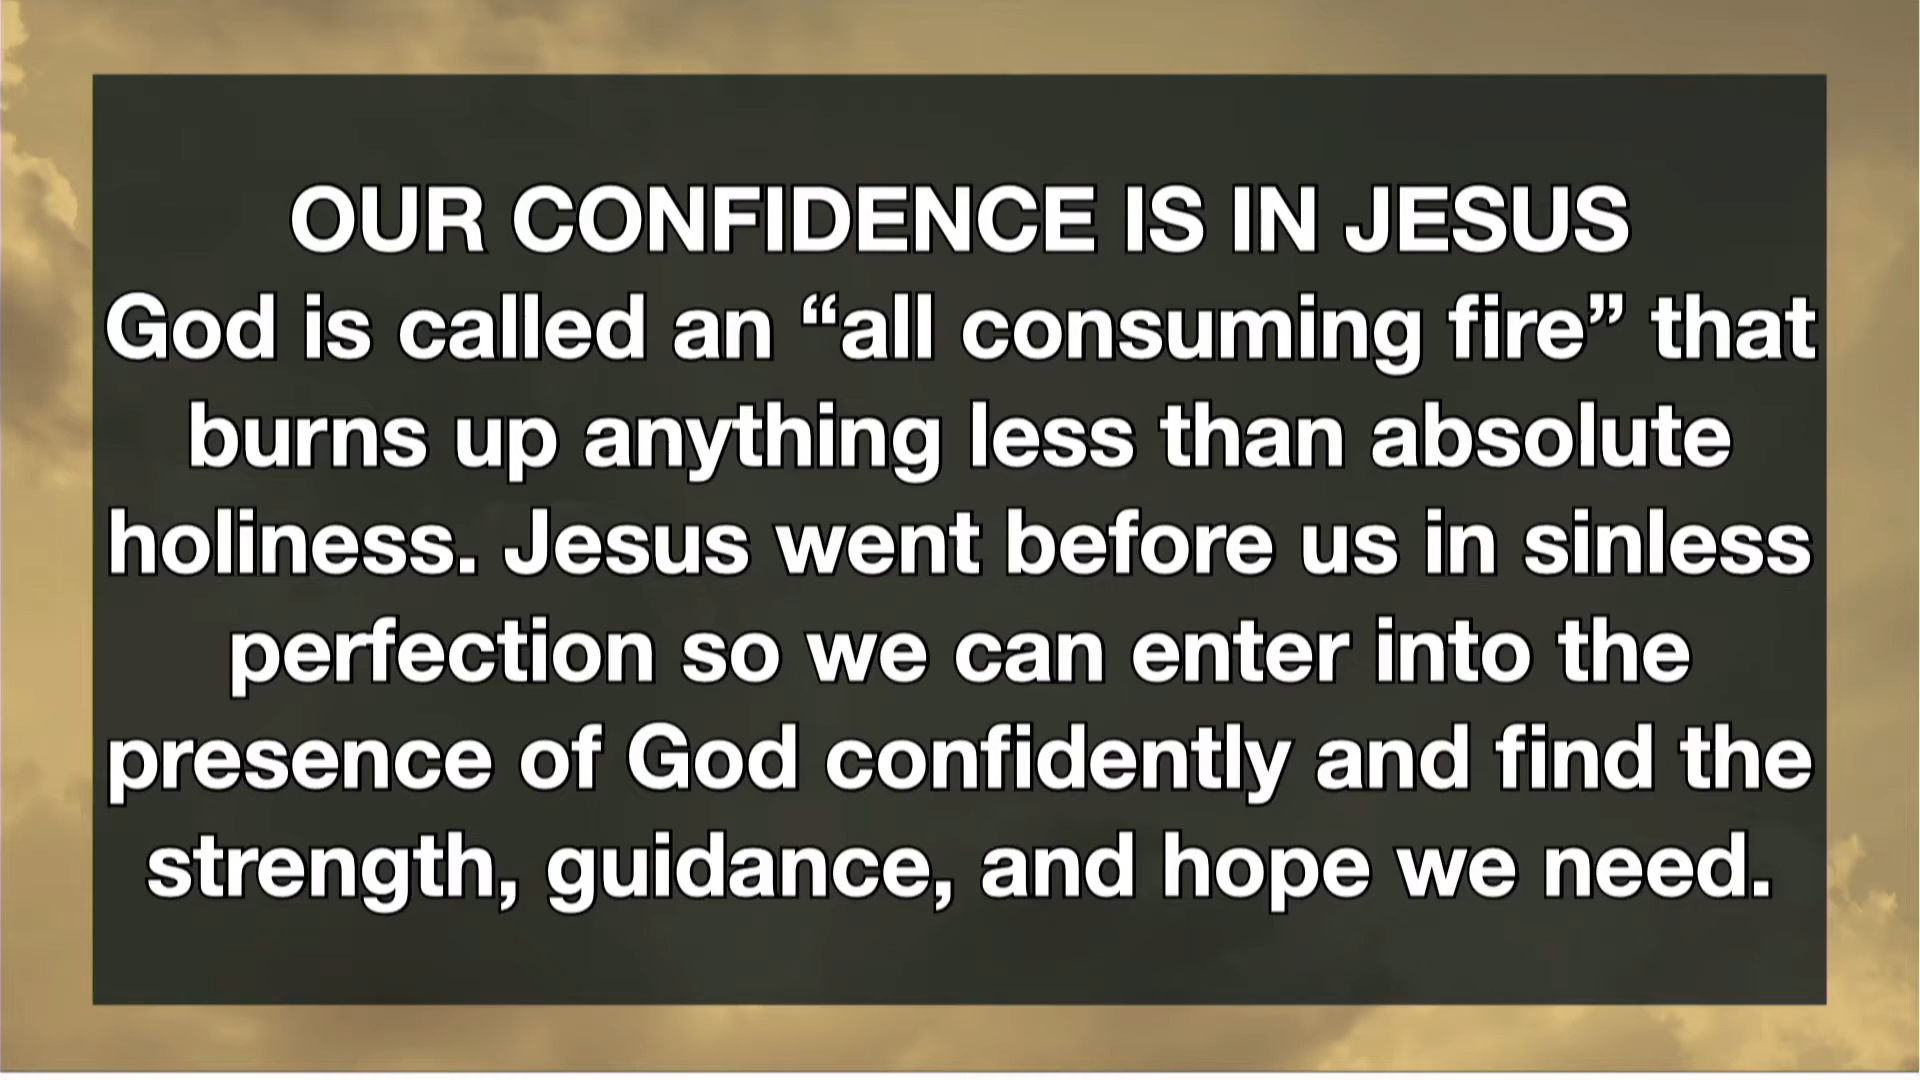 OUR CONFIDENCE IS IN JESUS
God is called an “all consuming fire” that
burns up anything less than absolute
holiness. Jesus went before us in sinless
perfection so we can enter into the
presence of God confidently and find the
strength, guidance, and hope we need.